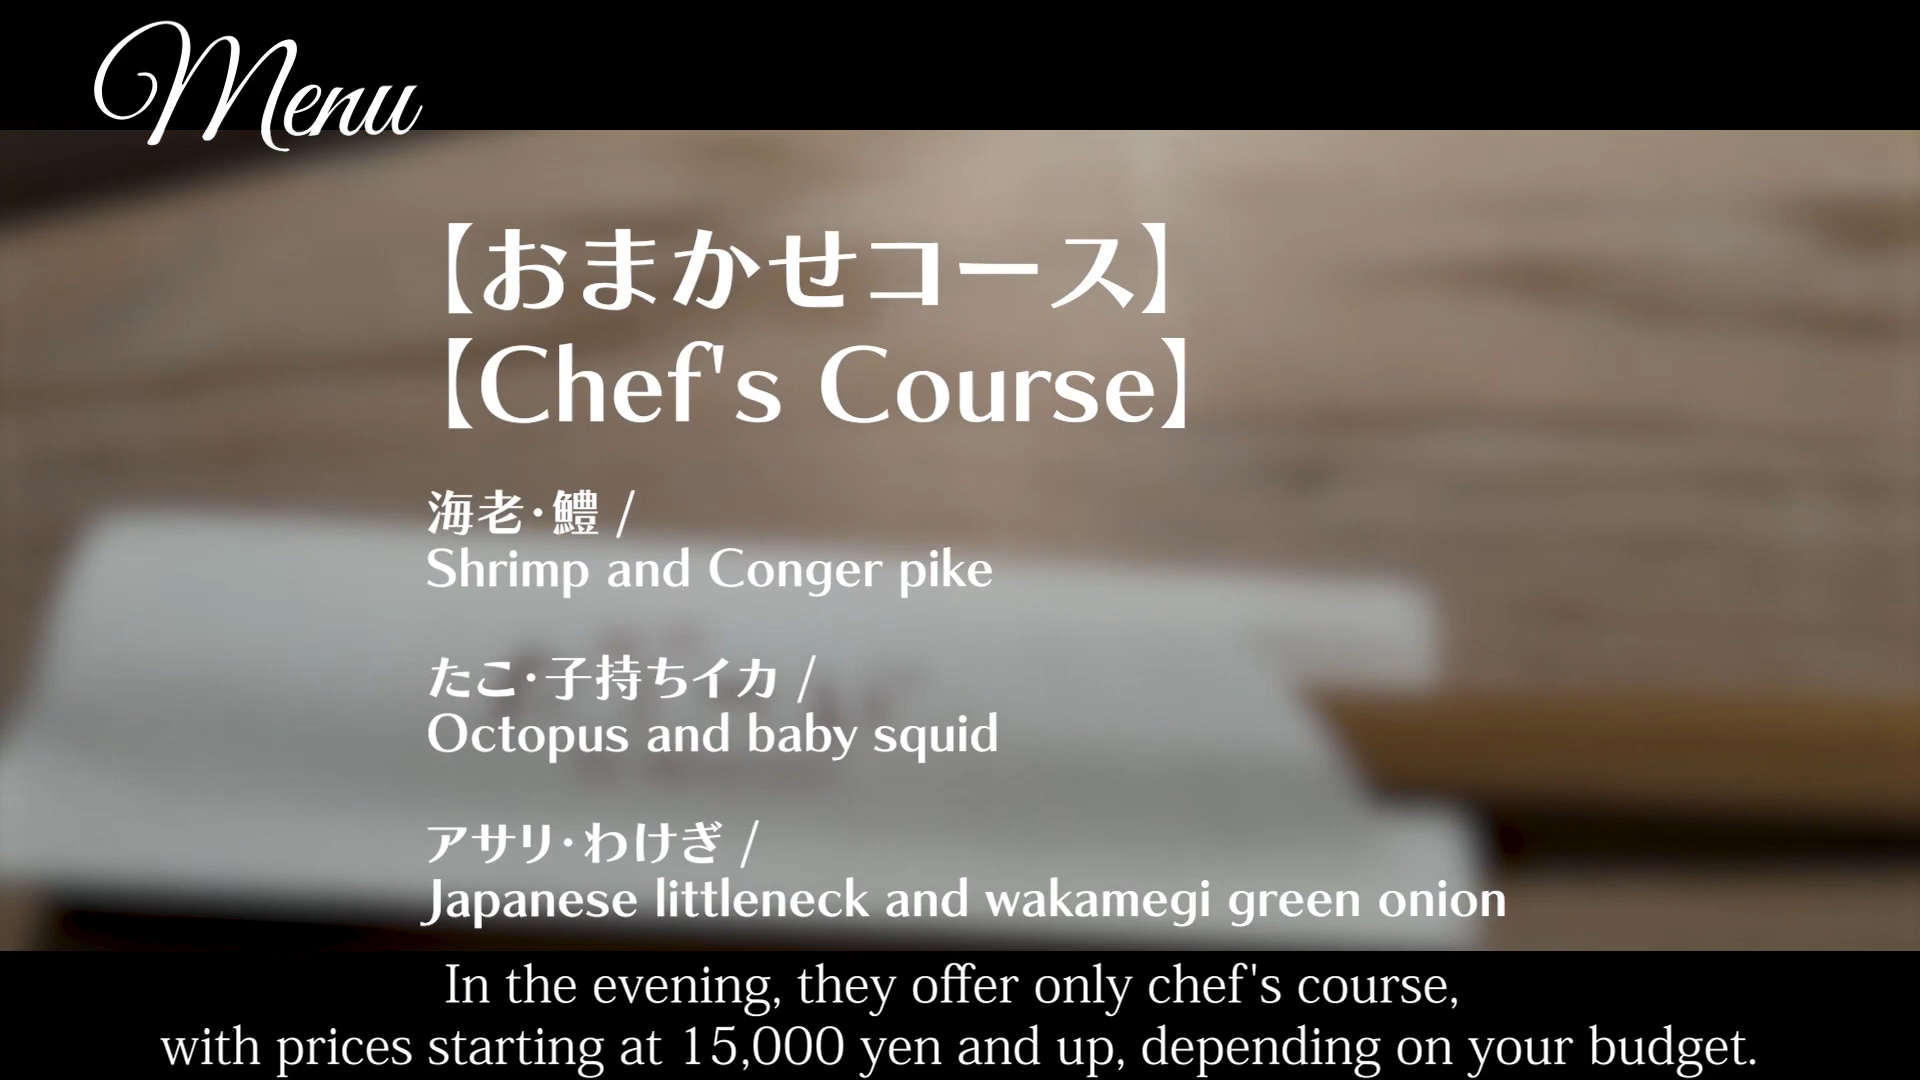 Menu
【おまかせコース】
【Chef's Course】
海老・鱧 /
Shrimp and Conger pike
たこ・子持ちイカ /
Octopus and baby squid
アサリ・わけぎ /
Japanese littleneck and wakamegi green onion
In the evening, they offer only chef's course,
with prices starting at 15,000 yen and up, depending on your budget.